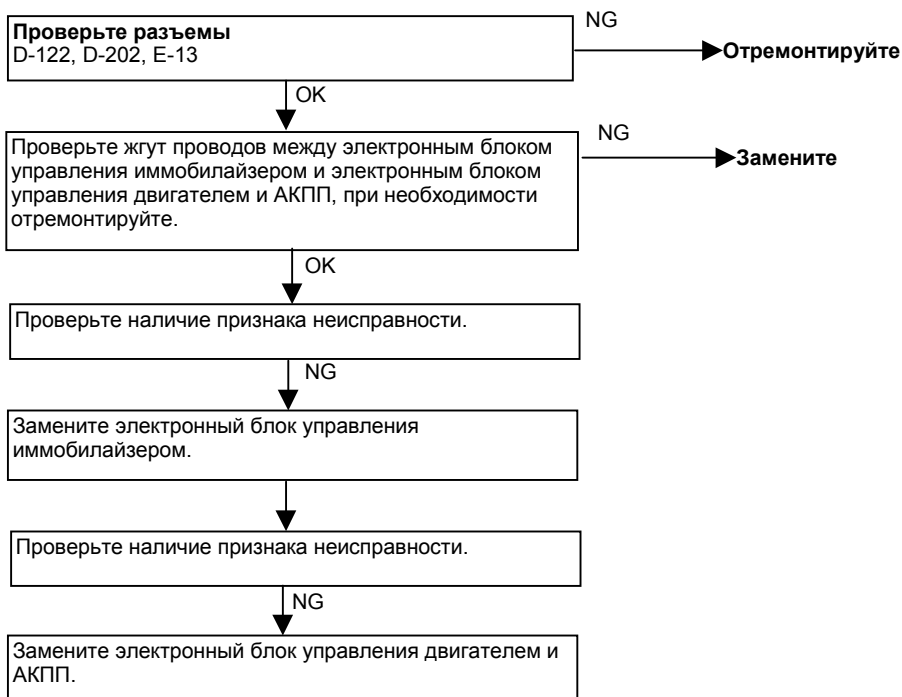 Проверьте разъемы
D-122, D-202, E-13
NG
Отремонтируйте
OK
Проверьте жгут проводов между электронным блоком
управления иммобилайзером и электронным блоком
управления двигателем и АКПП, при необходимости
отремонтируйте.
NG
Замените
OK
Проверьте наличие признака неисправности.
NG
Замените электронный блок управления
иммобилайзером.
Проверьте наличие признака неисправности.
NG
Замените электронный блок управления двигателем и
АКПП.